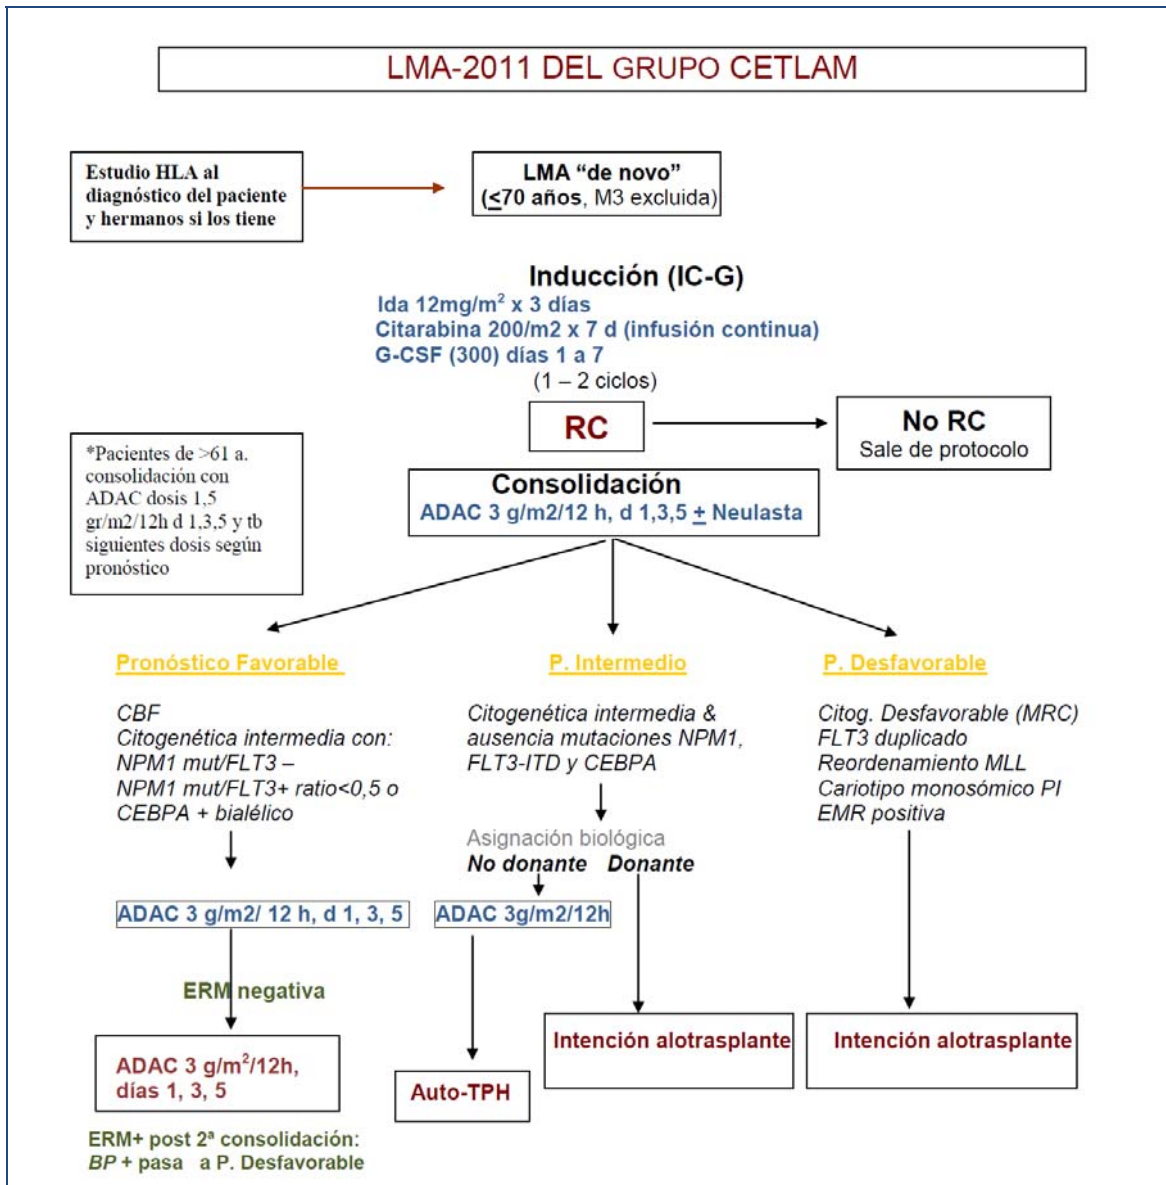 LMA-2011 DEL GRUPO CETLAM
Estudio HLA al
diagnóstico del paciente
y hermanos si los tiene
LMA “de novo”
(≤70 años, M3 excluida)
Inducción (IC-G)
Ida 12mg/m² x 3 días
Citarabina 200/m2 x 7 d (infusión continua)
G-CSF (300) días 1 a 7
(1 – 2 ciclos)
RC
No RC
Sale de protocolo
*Pacientes de >61 a.
consolidación con
ADAC dosis 1,5
gr/m2/12h d 1,3,5 y tb
siguientes dosis según
pronóstico
Consolidación
ADAC 3 g/m2/12 h, d 1,3,5 ± Neulasta
Pronóstico Favorable
CBF
Citogenética intermedia con:
NPM1 mut/FLT3 –
NPM1 mut/FLT3+ ratio<0,5 o
CEBPA + bialélico
ADAC 3 g/m2/ 12 h, d 1, 3, 5
ERM negativa
ADAC 3 g/m²/12h,
días 1, 3, 5
ERM+ post 2ª consolidación:
BP + pasa a P. Desfavorable
P. Intermedio
Citogenética intermedia &
ausencia mutaciones NPM1,
FLT3-ITD y CEBPA
Asignación biológica
No donante Donante
ADAC 3g/m2/12h
Auto-TPH
Intención alotrasplante
P. Desfavorable
Citog. Desfavorable (MRC)
FLT3 duplicado
Reordenamiento MLL
Cariotipo monosómico PI
EMR positiva
Intención alotrasplante